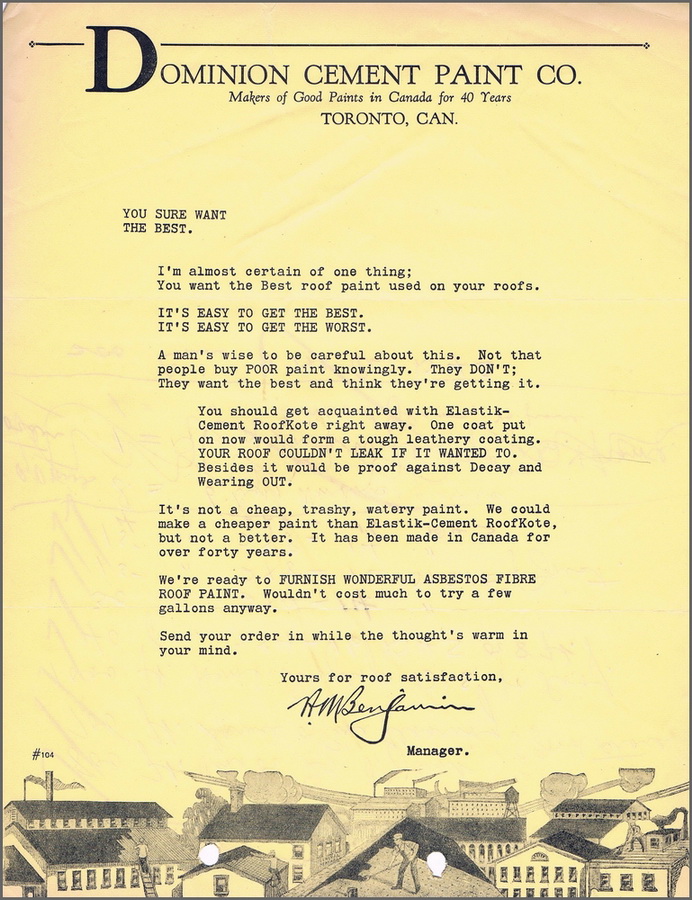 DOMINION CEMENT PAINT CO.
Makers of Good Paints in Canada for 40 Years
TORONTO, CAN.
YOU SURE WANT
THE BEST.
I'm almost certain of one thing;
You want the Best roof paint used on your roofs.
IT'S EASY TO GET THE BEST.
IT'S EASY TO GET THE WORST.
A man's wise to be careful about this. Not that
people buy POOR paint knowingly. They DON'T;
They want the best and think they're getting it.
You should get acquainted with Elastik-
Cement RoofKote right away. One coat put
on now would form a tough leathery coating.
YOUR ROOF COULDN'T LEAK IF IT WANTED TO.
Besides it would be proof against Decay and
Wearing OUT.
It's not a cheap, trashy, watery paint. We could
make a cheaper paint than Elastik-Cement RoofKote,
but not a better. It has been made in Canada for
over forty years.
We're ready to FURNISH WONDERFUL ASBESTOS FIBRE
ROOF PAINT. Wouldn't cost much to try a few
gallons anyway.
Send your order in while the thought's warm in
your mind.
Yours for roof satisfaction,
H.M. Benjamin
Manager.
#104